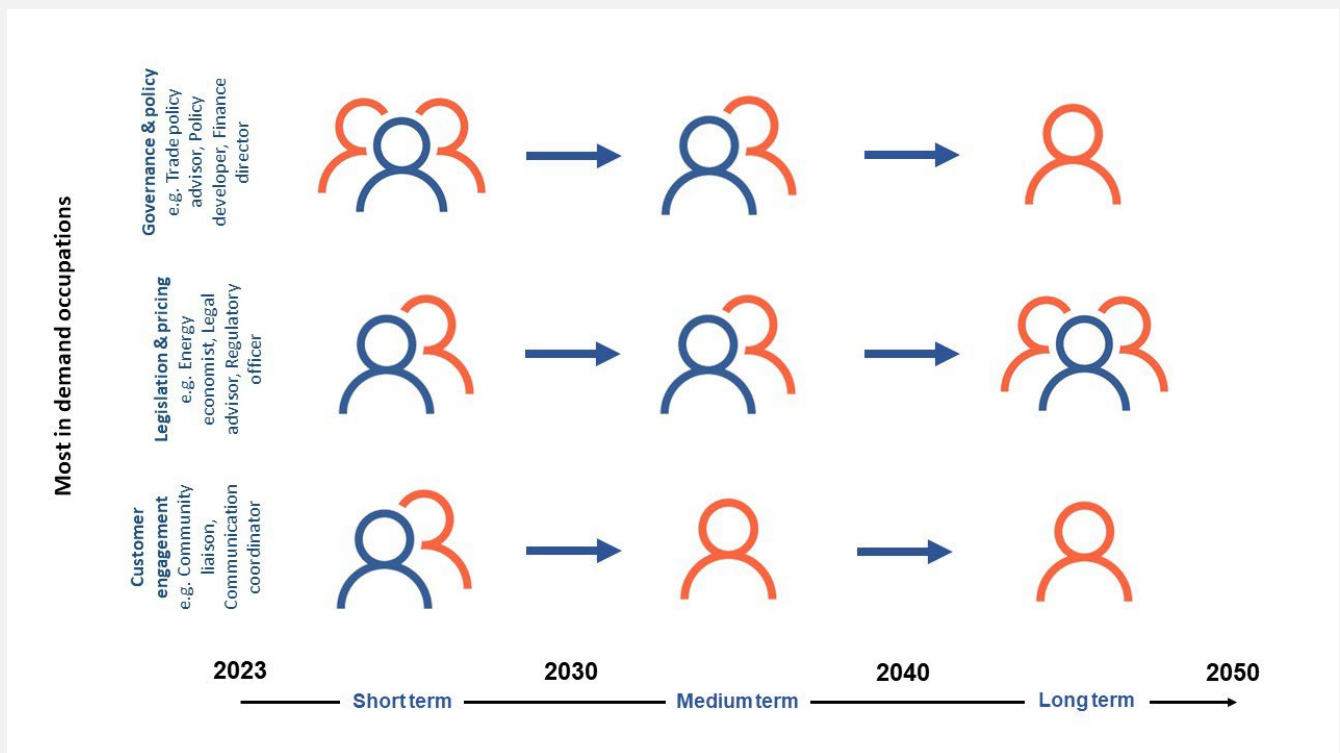 Most in demand occupations
Governance & policy
e.g. Trade policy
advisor, Policy
developer, Finance
director
Legislation & pricing
e.g. Energy
economist, Legal
advisor, Regulatory
officer
Customer
engagement
e.g. Community
liaison,
Communication
coordinator
2023
2030
2040
2050
Short term
Medium term
Long term